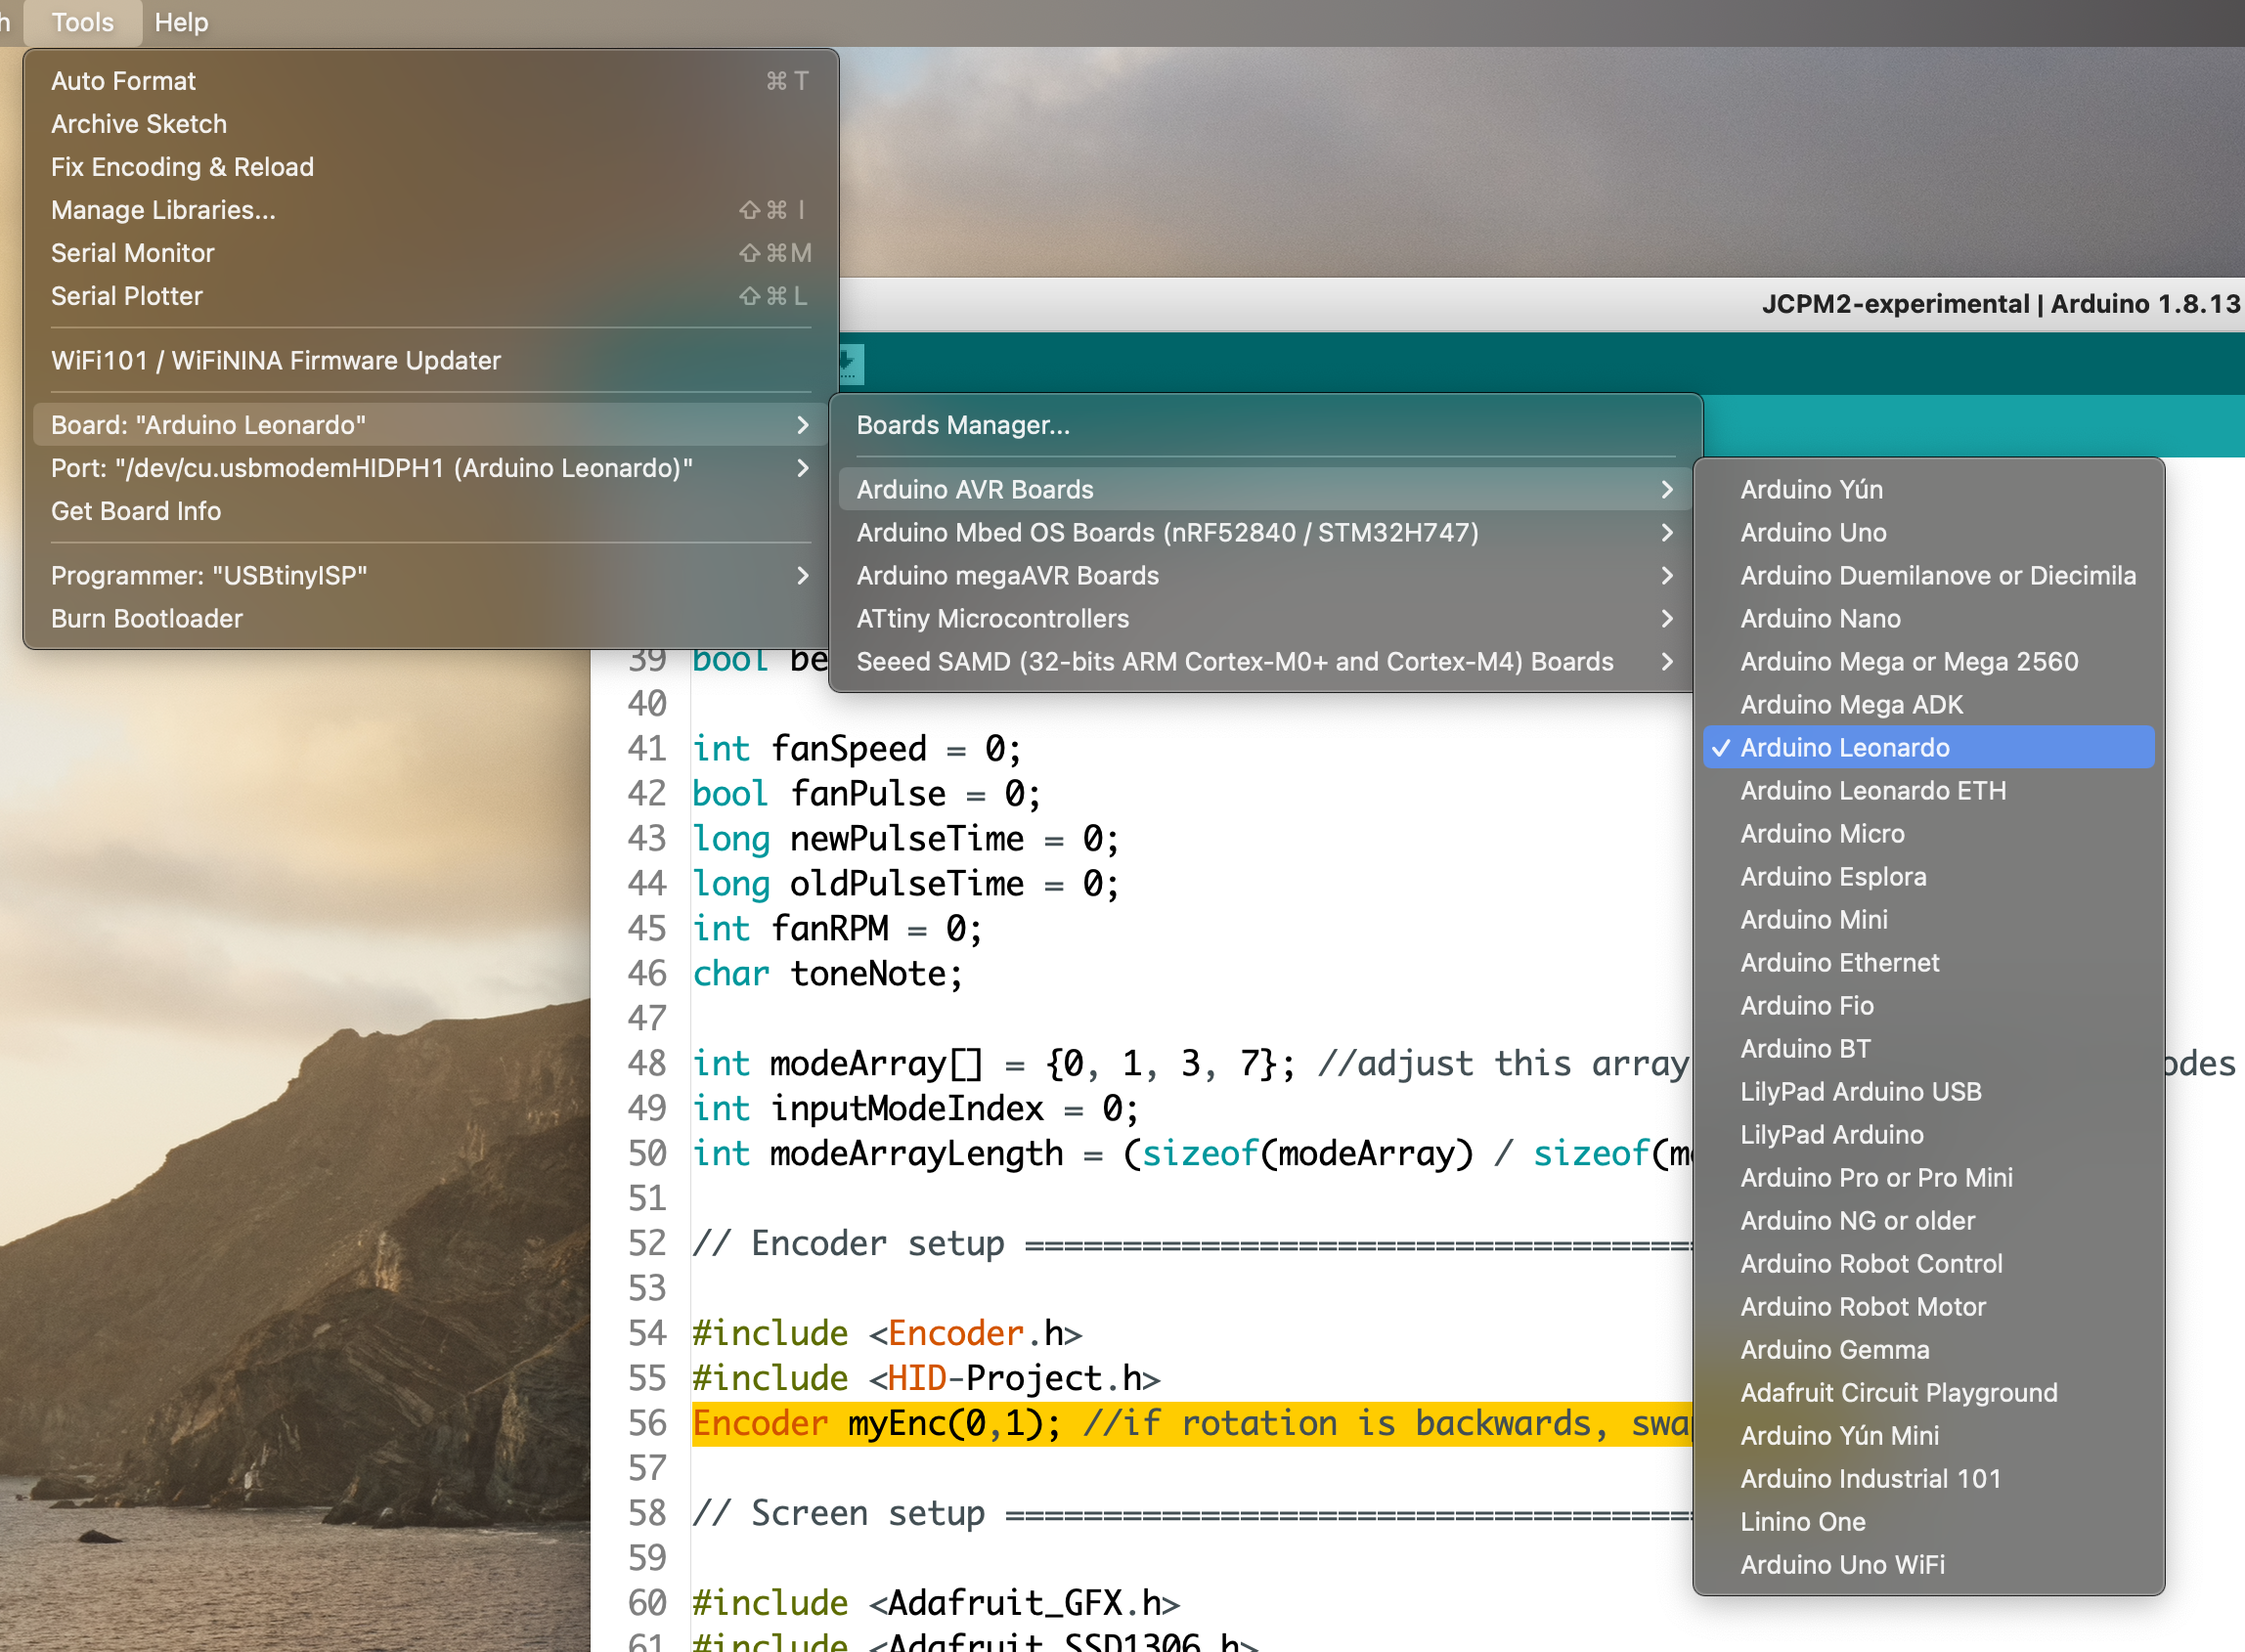 h Tools Help
Auto Format ⌘T
Archive Sketch
Fix Encoding & Reload
Manage Libraries... ⇧⌘I
Serial Monitor ⇧⌘M
Serial Plotter ⇧⌘L
WiFi101 / WiFiNINA Firmware Updater
Board: "Arduino Leonardo"
Port: "/dev/cu.usbmodemHIDPH1 (Arduino Leonardo)"
Get Board Info
Programmer: "USBtinyISP"
Burn Bootloader
JCPM2-experimental | Arduino 1.8.13
Boards Manager...
Arduino AVR Boards
Arduino Mbed OS Boards (nRF52840 / STM32H747)
Arduino megaAVR Boards
ATtiny Microcontrollers
Seeed SAMD (32-bits ARM Cortex-M0+ and Cortex-M4) Boards
Arduino Yún
Arduino Uno
Arduino Duemilanove or Diecimila
Arduino Nano
Arduino Mega or Mega 2560
Arduino Mega ADK
✓ Arduino Leonardo
Arduino Leonardo ETH
Arduino Micro
Arduino Esplora
Arduino Mini
Arduino Ethernet
Arduino Fio
Arduino BT
LilyPad Arduino USB
LilyPad Arduino
Arduino Pro or Pro Mini
Arduino NG or older
Arduino Robot Control
Arduino Robot Motor
Arduino Gemma
Adafruit Circuit Playground
Arduino Yún Mini
Arduino Industrial 101
Linino One
Arduino Uno WiFi
39 bool be
40
41 int fanSpeed = 0;
42 bool fanPulse = 0;
43 long newPulseTime = 0;
44 long oldPulseTime = 0;
45 int fanRPM = 0;
46 char toneNote;
47
48 int modeArray[] = {0, 1, 3, 7}; //adjust this array odes
49 int inputModeIndex = 0;
50 int modeArrayLength = (sizeof(modeArray) / sizeof(m
51
52 // Encoder setup ===================================
53
54 #include <Encoder.h>
55 #include <HID-Project.h>
56 Encoder myEnc(0,1); //if rotation is backwards, swa
57
58 // Screen setup ====================================
59
60 #include <Adafruit_GFX.h>
61 #include <Adafruit_SSD1306.h>